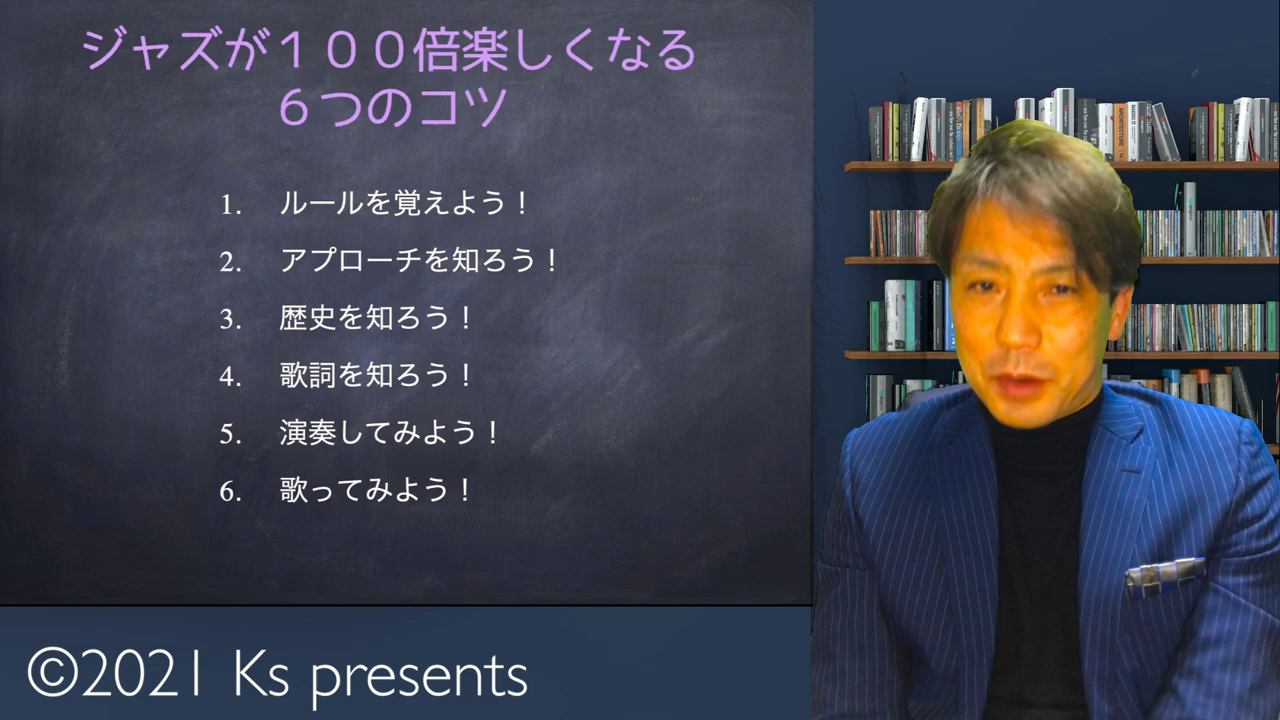 ジャズが１００倍楽しくなる
６つのコツ
1. ルールを覚えよう！
2. アプローチを知ろう！
3. 歴史を知ろう！
4. 歌詞を知ろう！
5. 演奏してみよう！
6. 歌ってみよう！
©2021 Ks presents